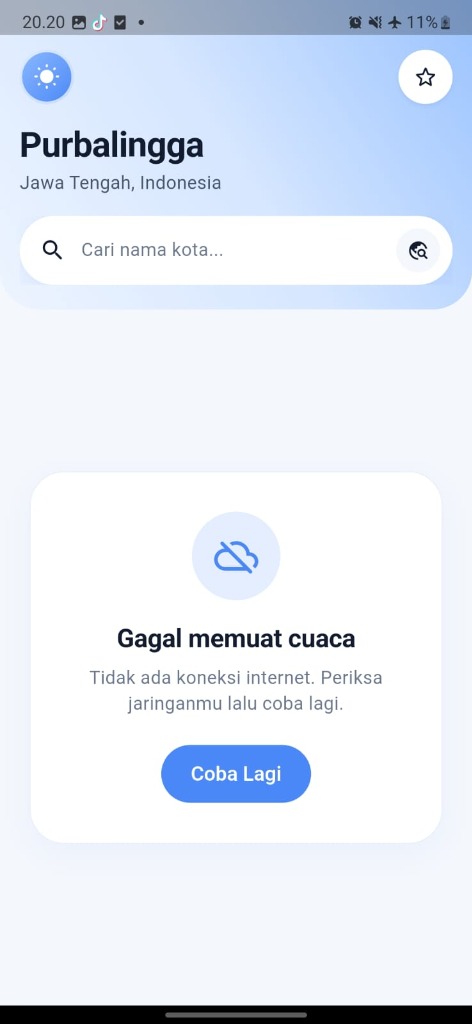 20.20
11%
Purbalingga
Jawa Tengah, Indonesia
Cari nama kota...
Gagal memuat cuaca
Tidak ada koneksi internet. Periksa
jaringanmu lalu coba lagi.
Coba Lagi